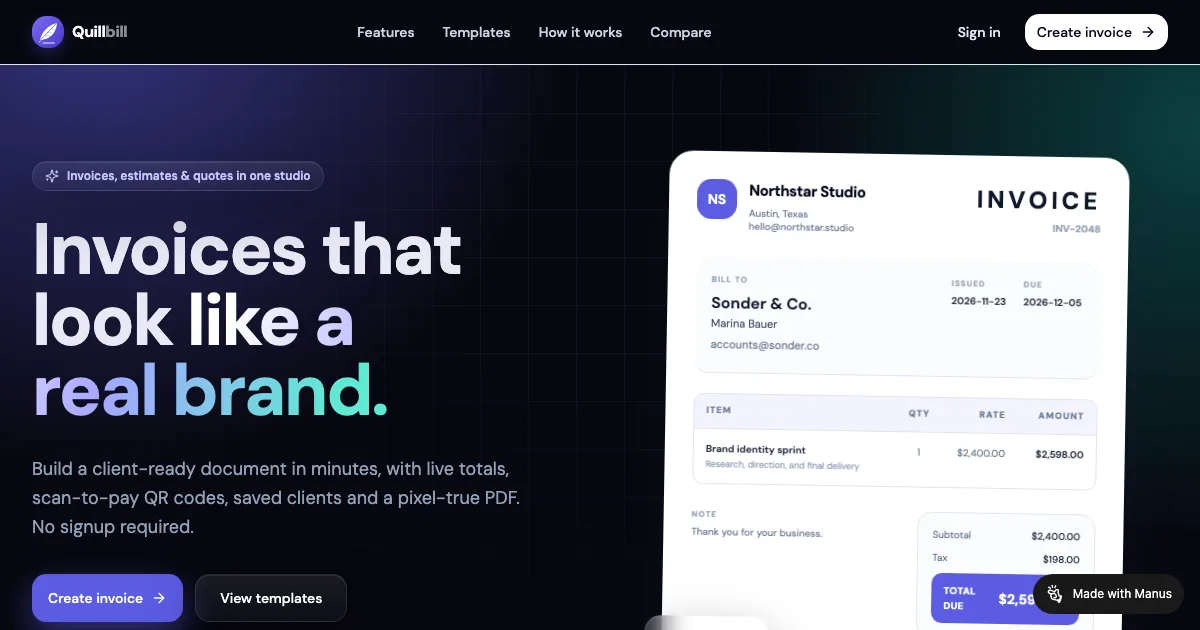 Quillbill
Features
Templates
How it works
Compare
Sign in
Create invoice
Invoices, estimates & quotes in one studio
Invoices that
look like a
real brand.
Build a client-ready document in minutes, with live totals,
scan-to-pay QR codes, saved clients and a pixel-true PDF.
No signup required.
Create invoice
View templates
NS
Northstar Studio
Austin, Texas
hello@northstar.studio
INVOICE
INV-2048
BILL TO
Sonder & Co.
Marina Bauer
accounts@sonder.co
ISSUED
2026-11-23
DUE
2026-12-05
ITEM QTY RATE AMOUNT
Brand identity sprint 1 $2,400.00 $2,598.00
Research, direction, and final delivery
NOTE
Thank you for your business.
Subtotal $2,400.00
Tax $198.00
TOTAL
DUE
Made with Manus